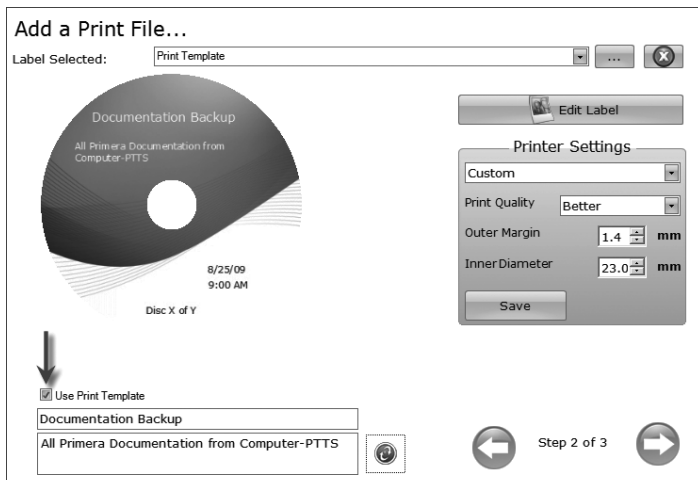 Add a Print File...
Label Selected: Print Template ...
Documentation Backup
All Primera Documentation from
Computer-PTTS
8/25/09
9:00 AM
Disc X of Y
Edit Label
Printer Settings
Custom
Print Quality Better
Outer Margin 1.4 mm
Inner Diameter 23.0 mm
Save
Use Print Template
Documentation Backup
All Primera Documentation from Computer-PTTS
Step 2 of 3